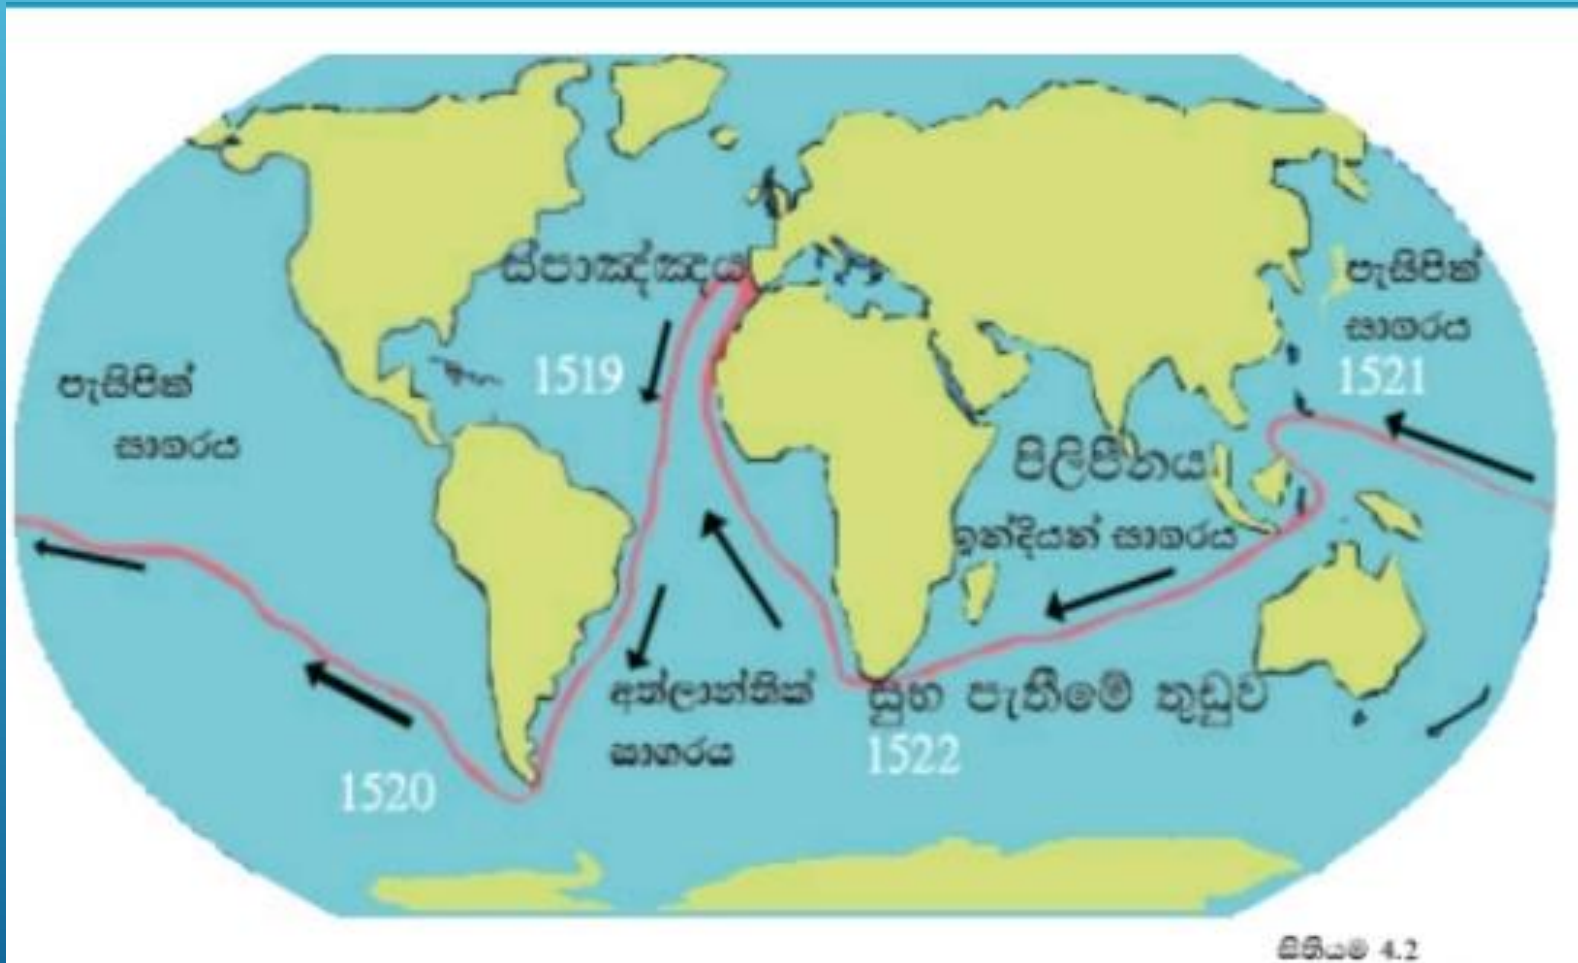 ස්පාඤ්ඤය
පැසිපික්
සාගරය
1521
1519
පැසිපික්
සාගරය
පිලිපීනය
ඉන්දියන් සාගරය
අත්ලාන්තික්
සාගරය
සුභ පැතීමේ තුඩුව
1522
1520
සිතියම 4.2